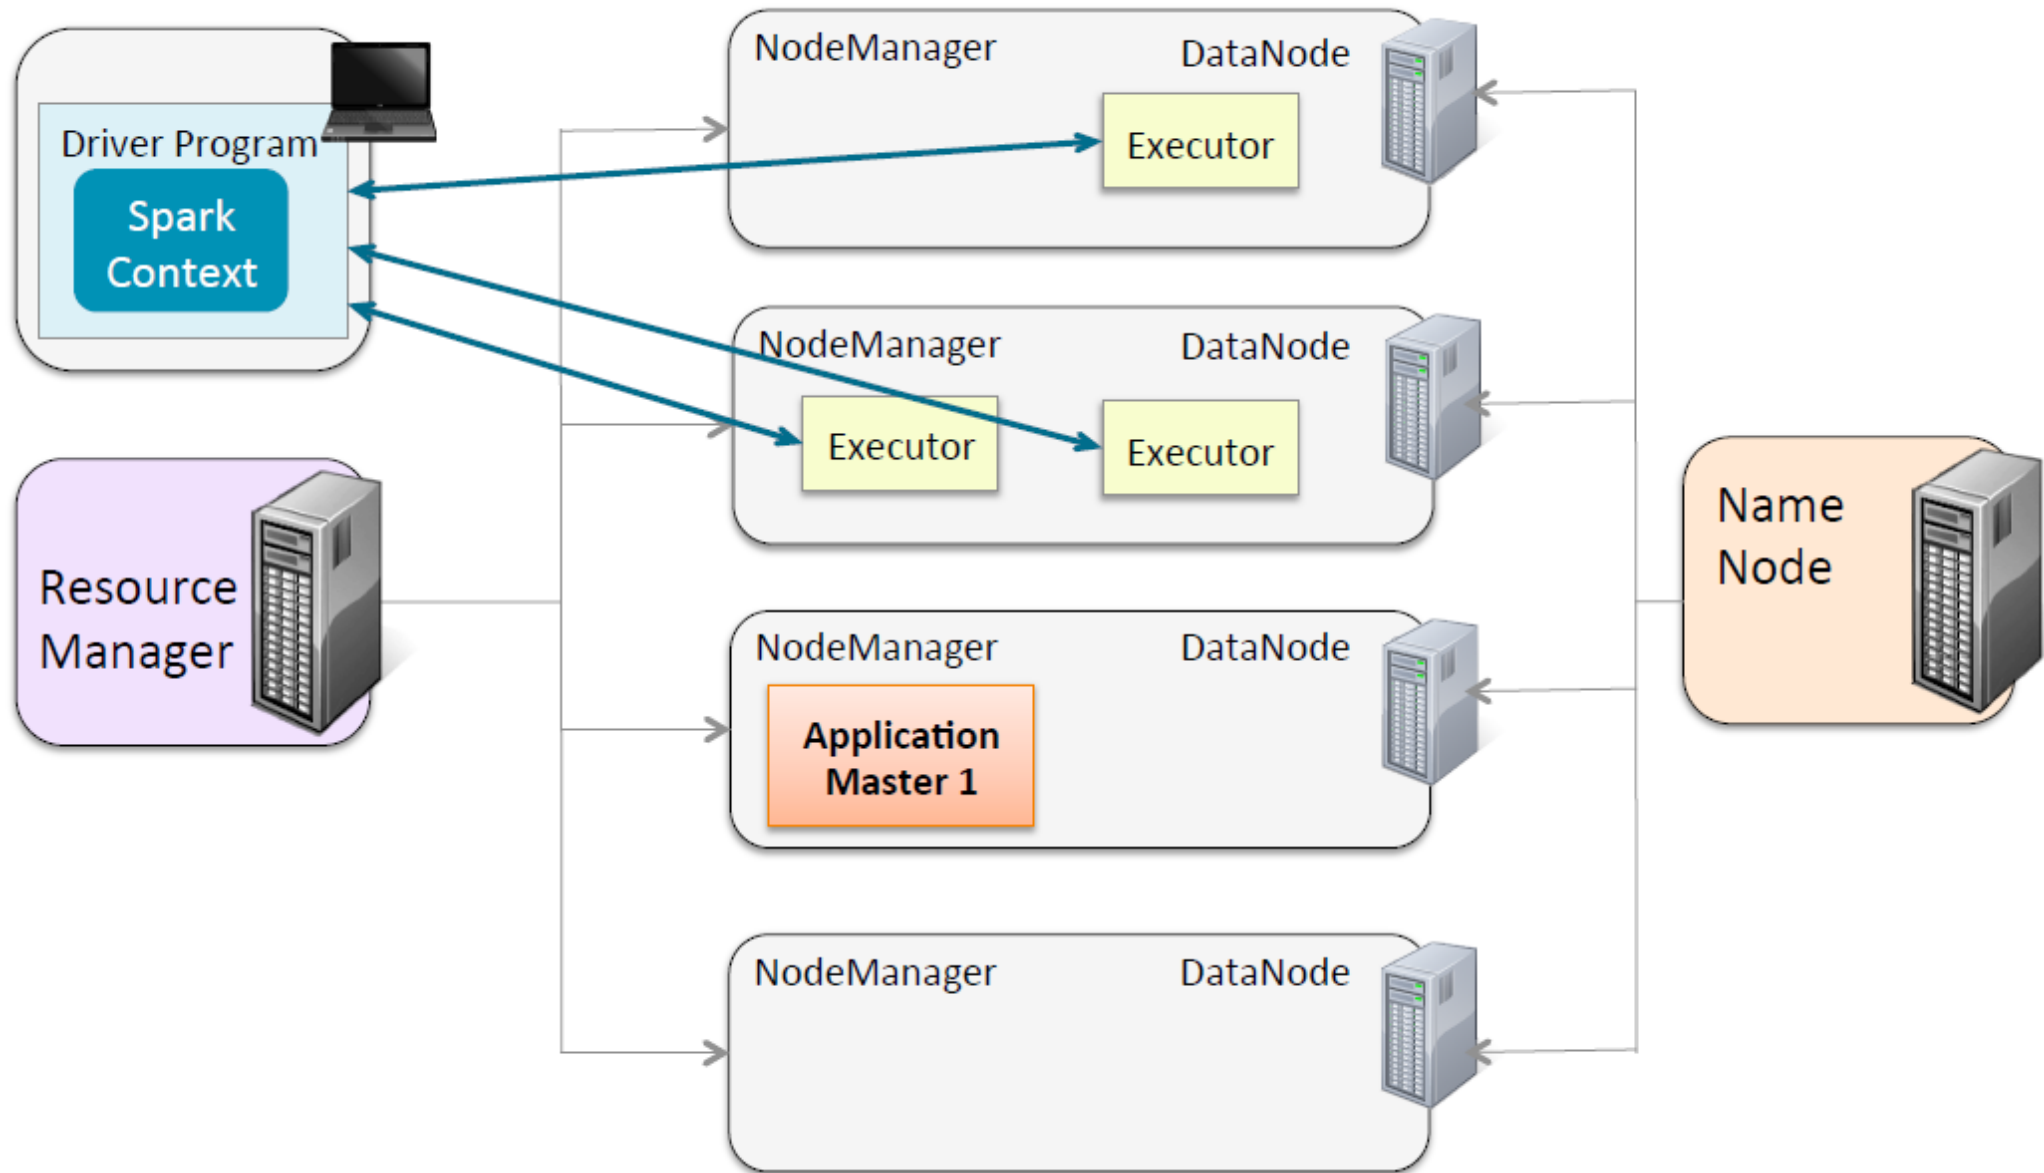 Driver Program
Spark
Context
Resource
Manager
NodeManager
DataNode
Executor
NodeManager
DataNode
Executor
Executor
NodeManager
DataNode
Application
Master 1
NodeManager
DataNode
Name
Node